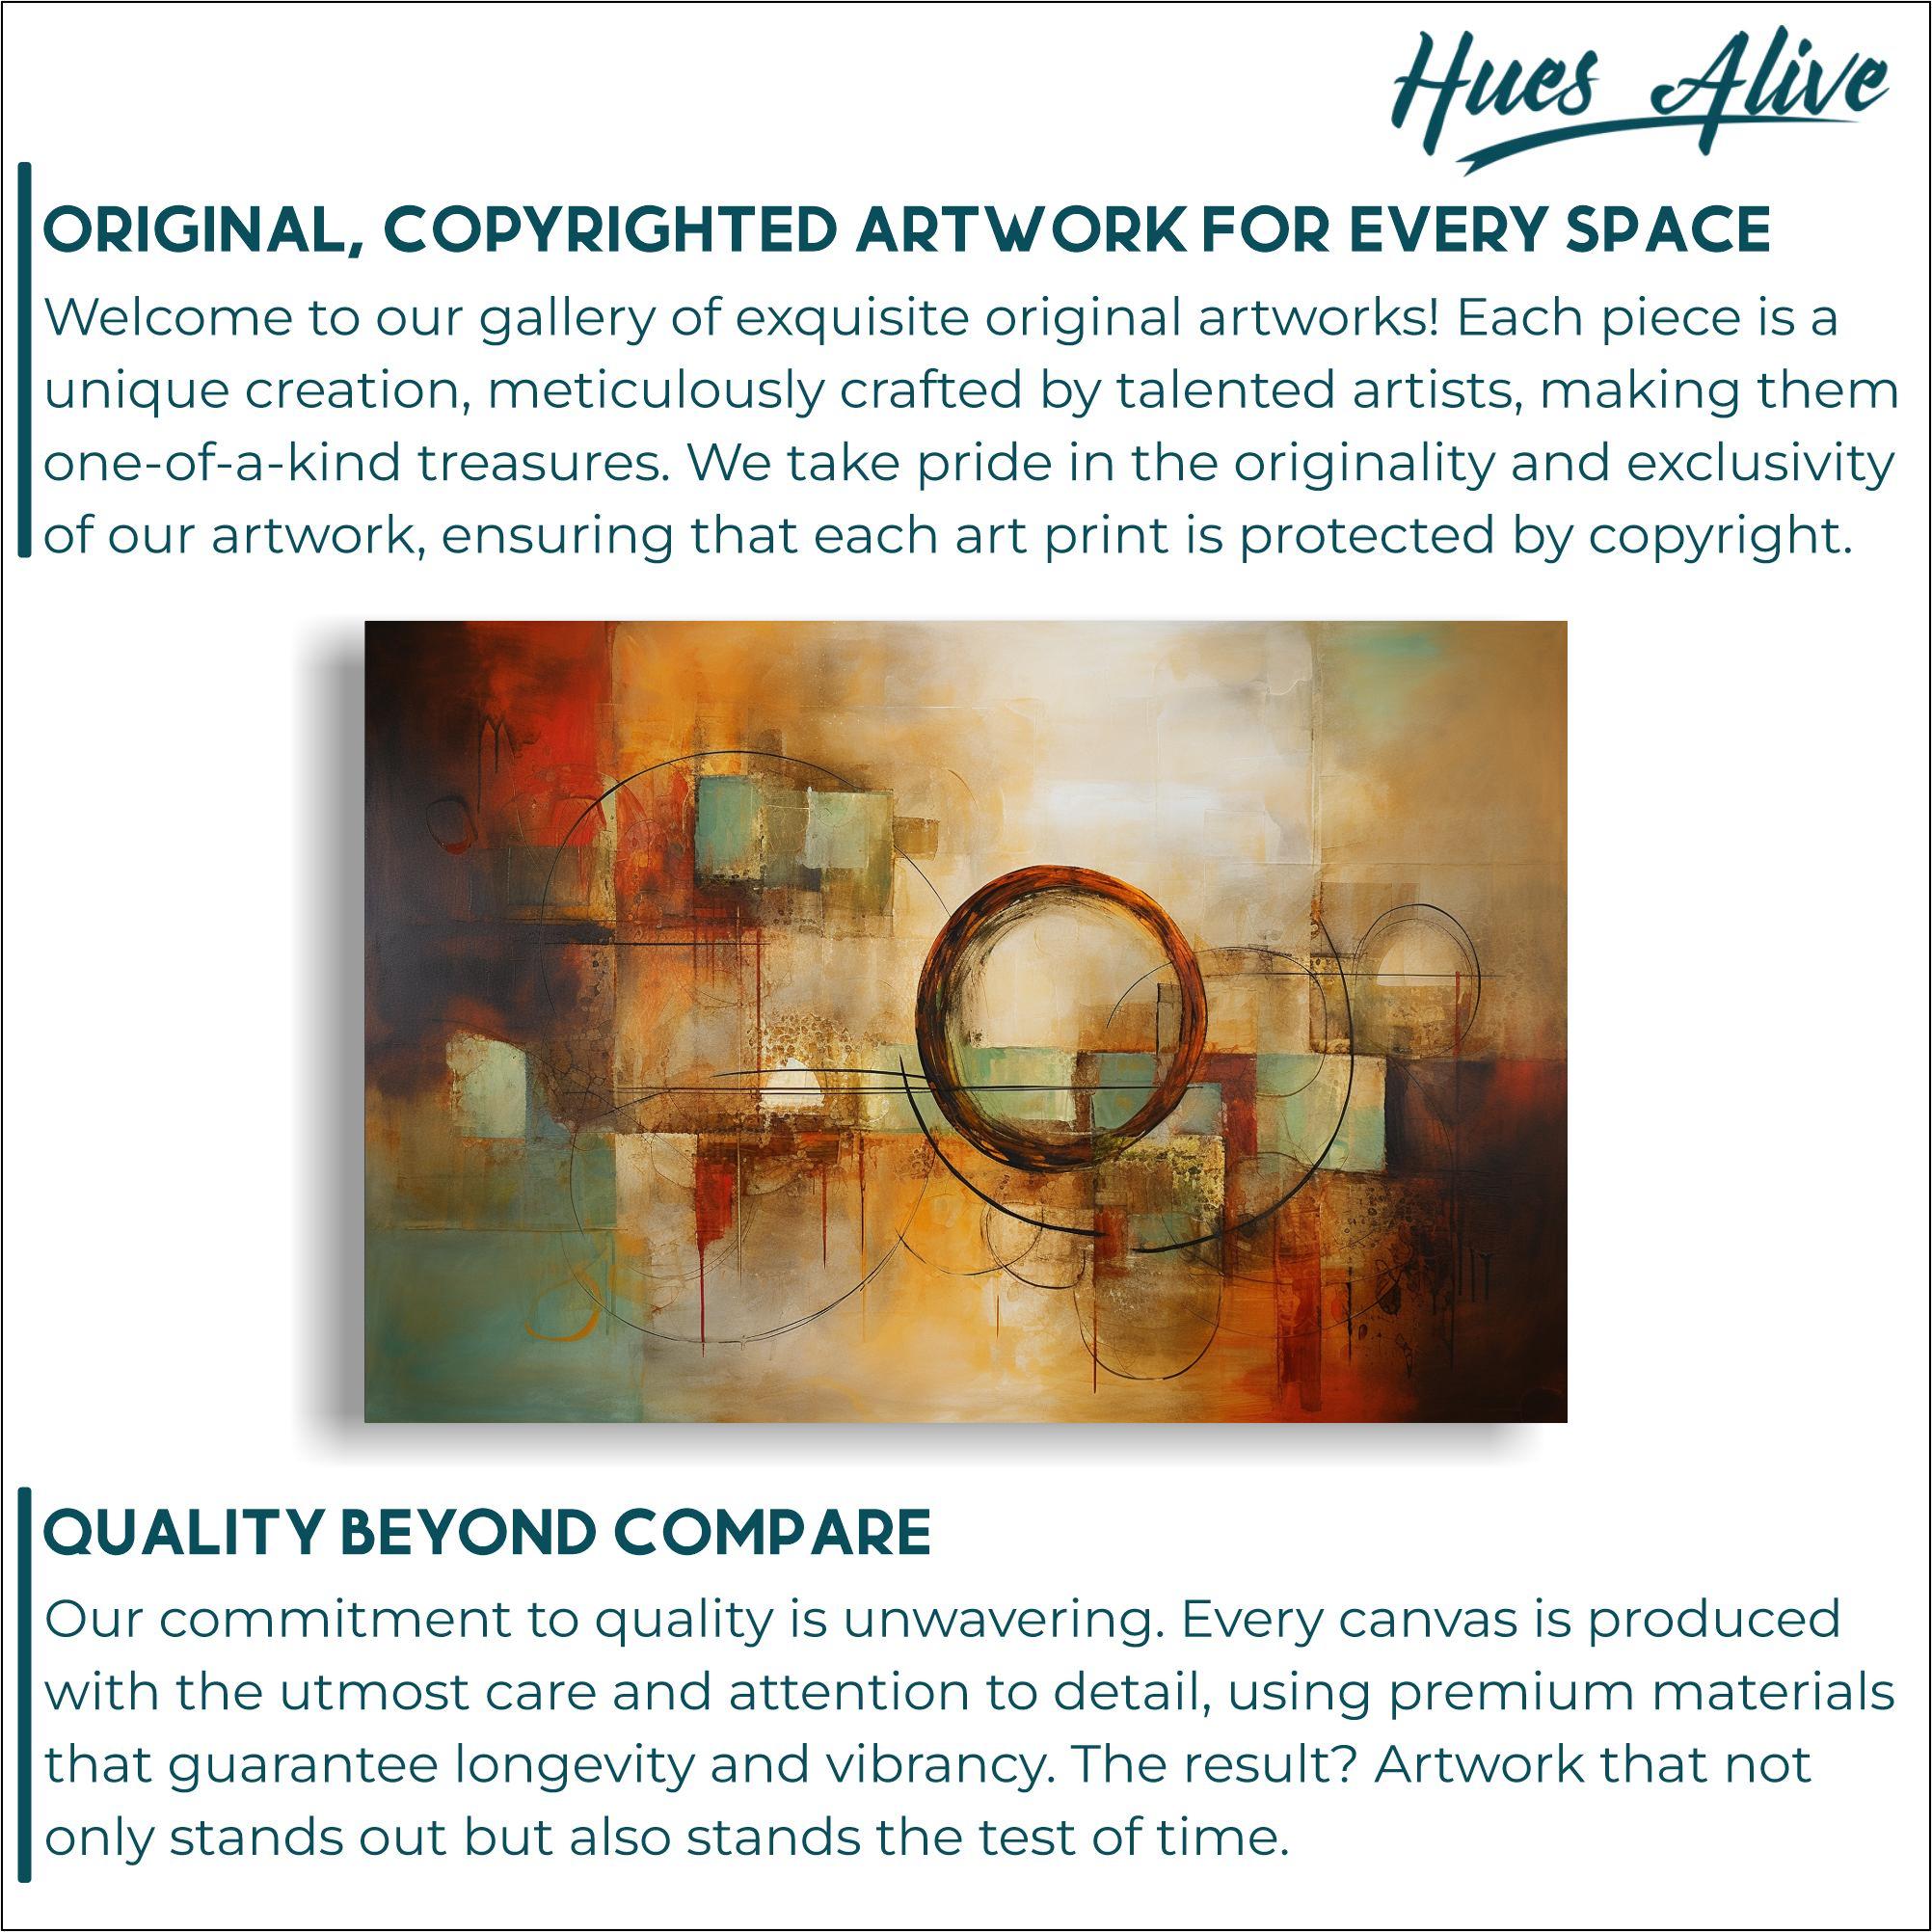 Hues Alive
ORIGINAL, COPYRIGHTED ARTWORK FOR EVERY SPACE
Welcome to our gallery of exquisite original artworks! Each piece is a
unique creation, meticulously crafted by talented artists, making them
one-of-a-kind treasures. We take pride in the originality and exclusivity
of our artwork, ensuring that each art print is protected by copyright.
QUALITY BEYOND COMPARE
Our commitment to quality is unwavering. Every canvas is produced
with the utmost care and attention to detail, using premium materials
that guarantee longevity and vibrancy. The result? Artwork that not
only stands out but also stands the test of time.